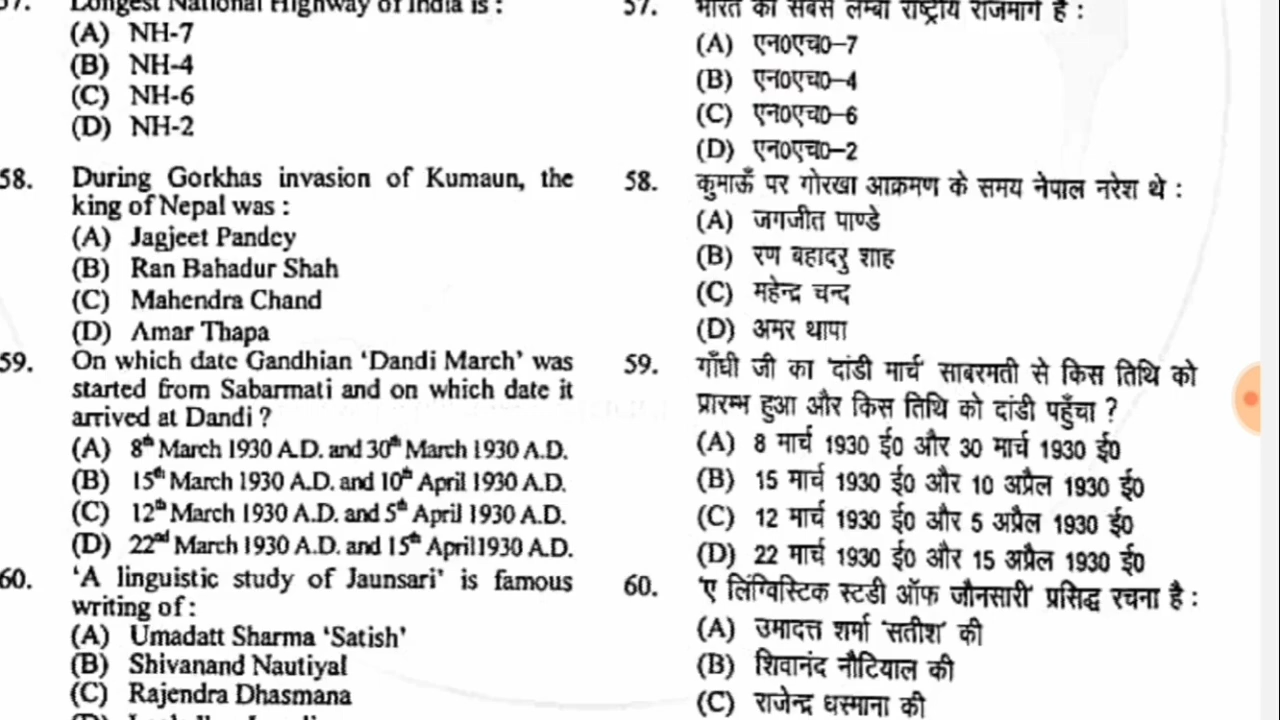 57. Longest National Highway of India is :
(A) NH-7
(B) NH-4
(C) NH-6
(D) NH-2
58. During Gorkhas invasion of Kumaun, the
king of Nepal was :
(A) Jagjeet Pandey
(B) Ran Bahadur Shah
(C) Mahendra Chand
(D) Amar Thapa
59. On which date Gandhian ‘Dandi March’ was
started from Sabarmati and on which date it
arrived at Dandi ?
(A) 8th March 1930 A.D. and 30th March 1930 A.D.
(B) 15th March 1930 A.D. and 10th April 1930 A.D.
(C) 12th March 1930 A.D. and 5th April 1930 A.D.
(D) 22nd March 1930 A.D. and 15th April1930 A.D.
60. ‘A linguistic study of Jaunsari’ is famous
writing of :
(A) Umadatt Sharma ‘Satish’
(B) Shivanand Nautiyal
(C) Rajendra Dhasmana
57. भारत का सबसे लम्बा राष्ट्रीय राजमार्ग है :
(A) एन0एच0–7
(B) एन0एच0–4
(C) एन0एच0–6
(D) एन0एच0–2
58. कुमाऊँ पर गोरखा आक्रमण के समय नेपाल नरेश थे :
(A) जगजीत पाण्डे
(B) रण बहादुर शाह
(C) महेन्द्र चन्द
(D) अमर थापा
59. गाँधी जी का ‘दांडी मार्च’ साबरमती से किस तिथि को
प्रारम्भ हुआ और किस तिथि को दांडी पहुँचा ?
(A) 8 मार्च 1930 ई0 और 30 मार्च 1930 ई0
(B) 15 मार्च 1930 ई0 और 10 अप्रैल 1930 ई0
(C) 12 मार्च 1930 ई0 और 5 अप्रैल 1930 ई0
(D) 22 मार्च 1930 ई0 और 15 अप्रैल 1930 ई0
60. ‘ए लिंग्विस्टिक स्टडी ऑफ जौनसारी’ प्रसिद्ध रचना है :
(A) उमादत्त शर्मा ‘सतीश’ की
(B) शिवानंद नौटियाल की
(C) राजेन्द्र धस्माना की